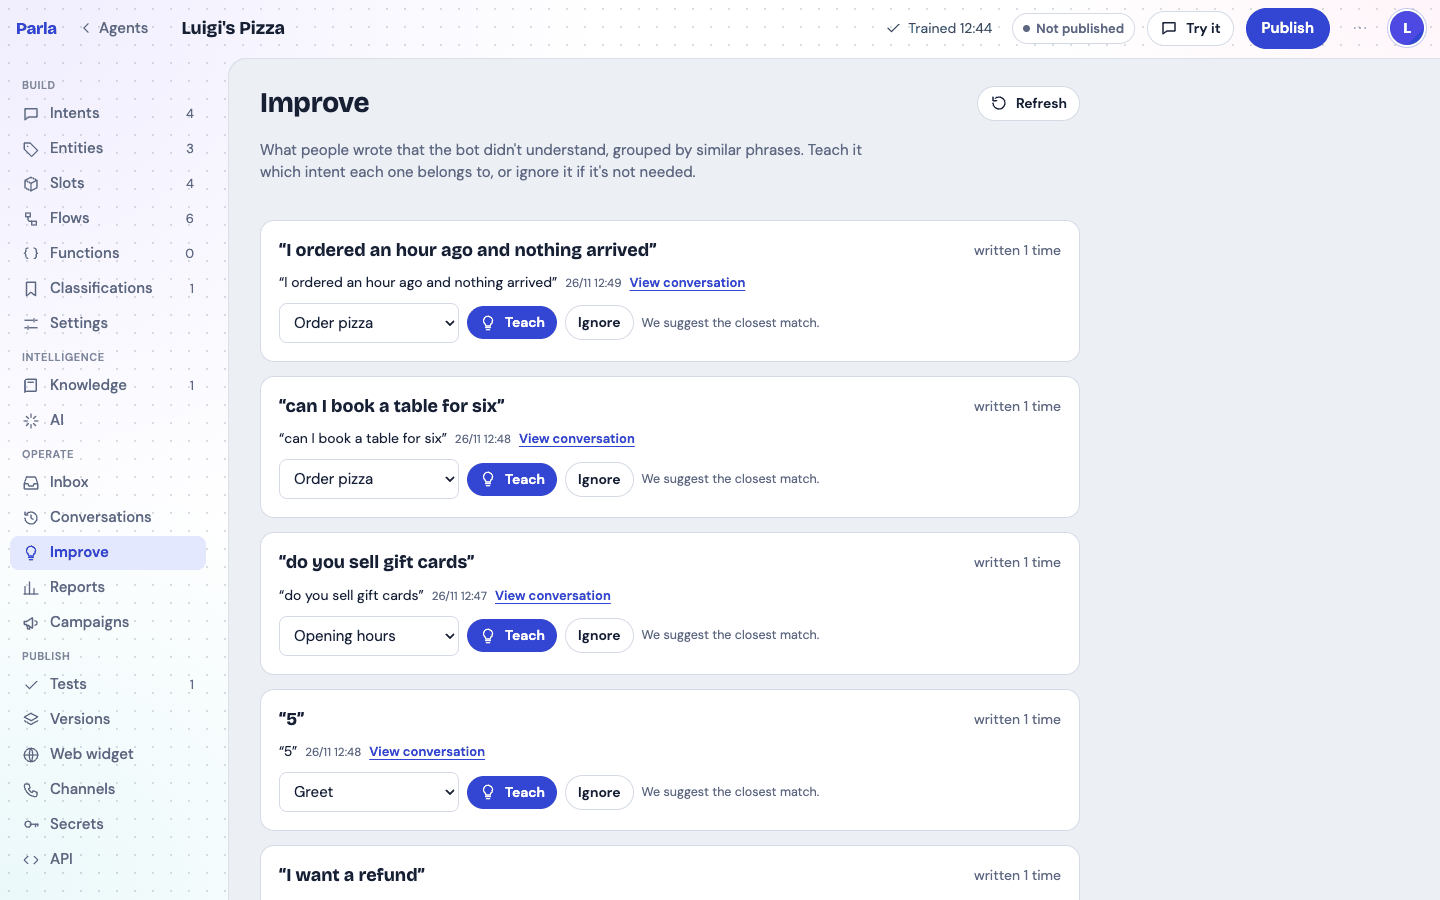 Parla
Agents
Luigi's Pizza
Trained 12:44
Not published
Try it
Publish
L
BUILD
Intents 4
Entities 3
Slots 4
Flows 6
Functions 0
Classifications 1
Settings
INTELLIGENCE
Knowledge 1
AI
OPERATE
Inbox
Conversations
Improve
Reports
Campaigns
PUBLISH
Tests 1
Versions
Web widget
Channels
Secrets
API
Improve
Refresh
What people wrote that the bot didn't understand, grouped by similar phrases. Teach it
which intent each one belongs to, or ignore it if it's not needed.
“I ordered an hour ago and nothing arrived” written 1 time
“I ordered an hour ago and nothing arrived” 26/11 12:49 View conversation
Order pizza Teach Ignore We suggest the closest match.
“can I book a table for six” written 1 time
“can I book a table for six” 26/11 12:48 View conversation
Order pizza Teach Ignore We suggest the closest match.
“do you sell gift cards” written 1 time
“do you sell gift cards” 26/11 12:47 View conversation
Opening hours Teach Ignore We suggest the closest match.
“5” written 1 time
“5” 26/11 12:48 View conversation
Greet Teach Ignore We suggest the closest match.
“I want a refund” written 1 time